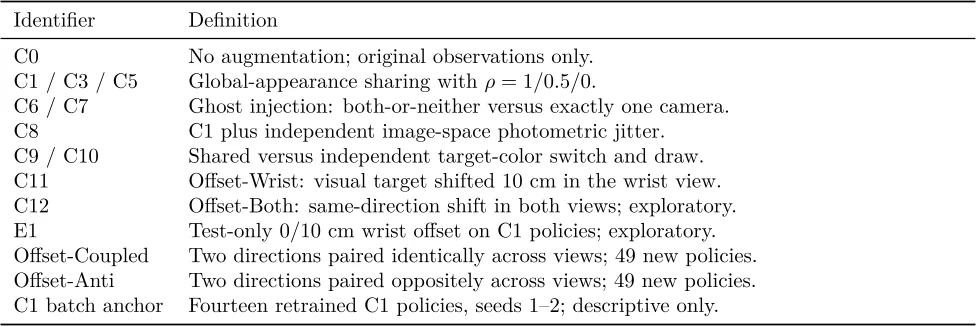 Identifier Definition
C0 No augmentation; original observations only.
C1 / C3 / C5 Global-appearance sharing with ρ = 1/0.5/0.
C6 / C7 Ghost injection: both-or-neither versus exactly one camera.
C8 C1 plus independent image-space photometric jitter.
C9 / C10 Shared versus independent target-color switch and draw.
C11 Offset-Wrist: visual target shifted 10 cm in the wrist view.
C12 Offset-Both: same-direction shift in both views; exploratory.
E1 Test-only 0/10 cm wrist offset on C1 policies; exploratory.
Offset-Coupled Two directions paired identically across views; 49 new policies.
Offset-Anti Two directions paired oppositely across views; 49 new policies.
C1 batch anchor Fourteen retrained C1 policies, seeds 1–2; descriptive only.